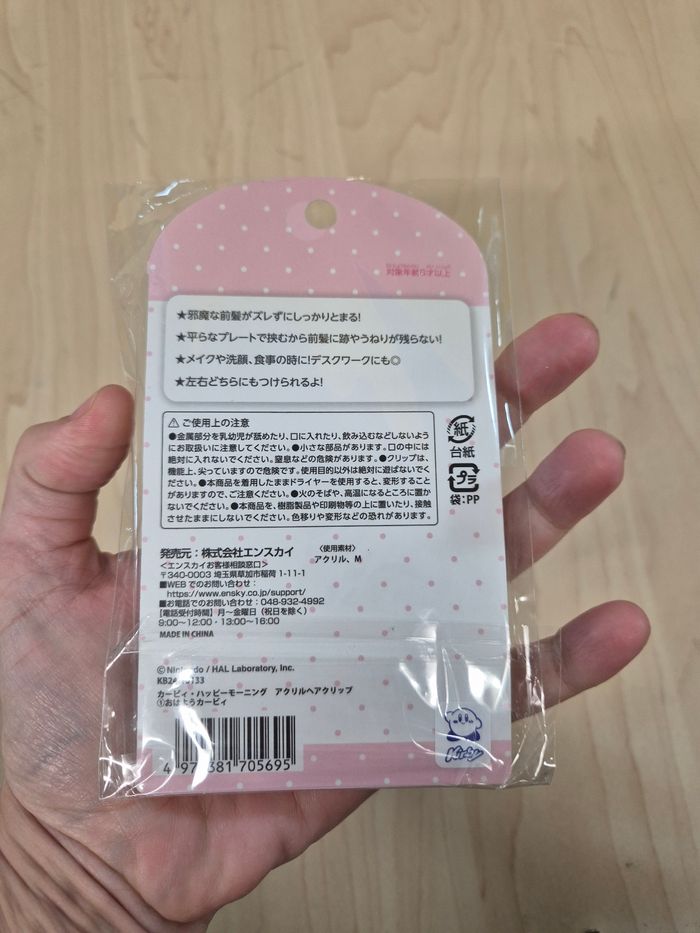 対象年齢6才以上
★邪魔な前髪がズレずにしっかりとまる!
★平らなプレートで挟むから前髪に跡やうねりが残らない!
★メイクや洗顔、食事の時に!デスクワークにも◎
★左右どちらにもつけられるよ!
⚠ご使用上の注意
●金属部分を乳幼児が舐めたり、口に入れたり、飲み込むなどしないよう
にお取扱いに注意してください。●小さな部品があります。口の中には
絶対に入れないでください。窒息などの危険があります。●クリップは、
機能上、尖っていますので危険です。使用目的以外は絶対に遊ばないでく
ださい。●本商品を着用したままドライヤーを使用すると、変形すること
がありますので、ご注意ください。●火のそばや、高温になるところに置か
ないでください。●本商品を、樹脂製品や印刷物等の上に置いたり、接触
させたままにしないでください。色移りや変形などの恐れがあります。
紙
台紙
プラ
袋:PP
発売元:株式会社エンスカイ
<エンスカイお客様相談窓口>
〒340-0003 埼玉県草加市稲荷 1-11-1
■WEB でのお問い合わせ:
https://www.ensky.co.jp/support/
■お電話でのお問い合わせ:048-932-4992
【電話受付時間】月~金曜日(祝日を除く)
9:00~12:00・13:00~16:00
MADE IN CHINA
〈使用素材〉
アクリル、M
©Nintendo / HAL Laboratory, Inc.
カービィ・ハッピーモーニング アクリルヘアクリップ
①おはようカービィ
381 705695
Kirby